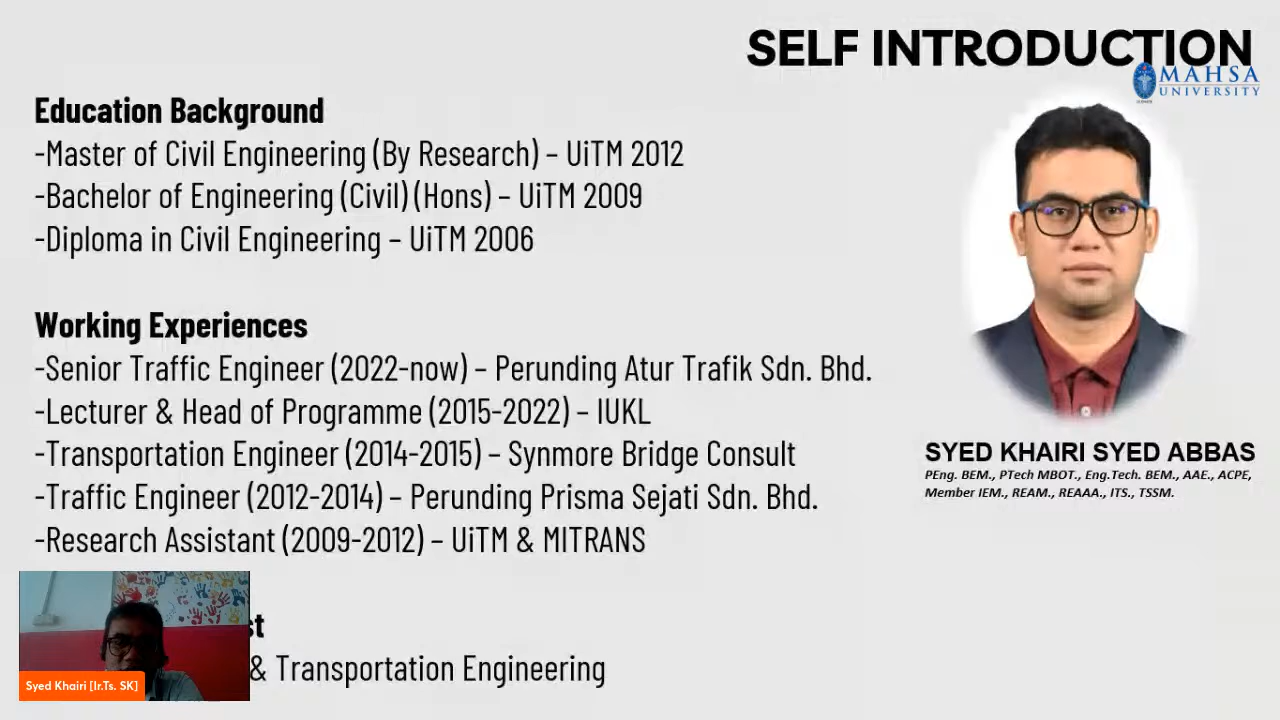 SELF INTRODUCTION
MAHSA
UNIVERSITY
Education Background
-Master of Civil Engineering (By Research) – UiTM 2012
-Bachelor of Engineering (Civil) (Hons) – UiTM 2009
-Diploma in Civil Engineering – UiTM 2006
Working Experiences
-Senior Traffic Engineer (2022-now) – Perunding Atur Trafik Sdn. Bhd.
-Lecturer & Head of Programme (2015-2022) – IUKL
-Transportation Engineer (2014-2015) – Synmore Bridge Consult
-Traffic Engineer (2012-2014) – Perunding Prisma Sejati Sdn. Bhd.
-Research Assistant (2009-2012) – UiTM & MITRANS
st
& Transportation Engineering
SYED KHAIRI SYED ABBAS
PEng. BEM., PTech MBOT., Eng.Tech. BEM., AAE., ACPE,
Member IEM., REAM., REAAA., ITS., TSSM.
Syed Khairi [Ir.Ts. SK]